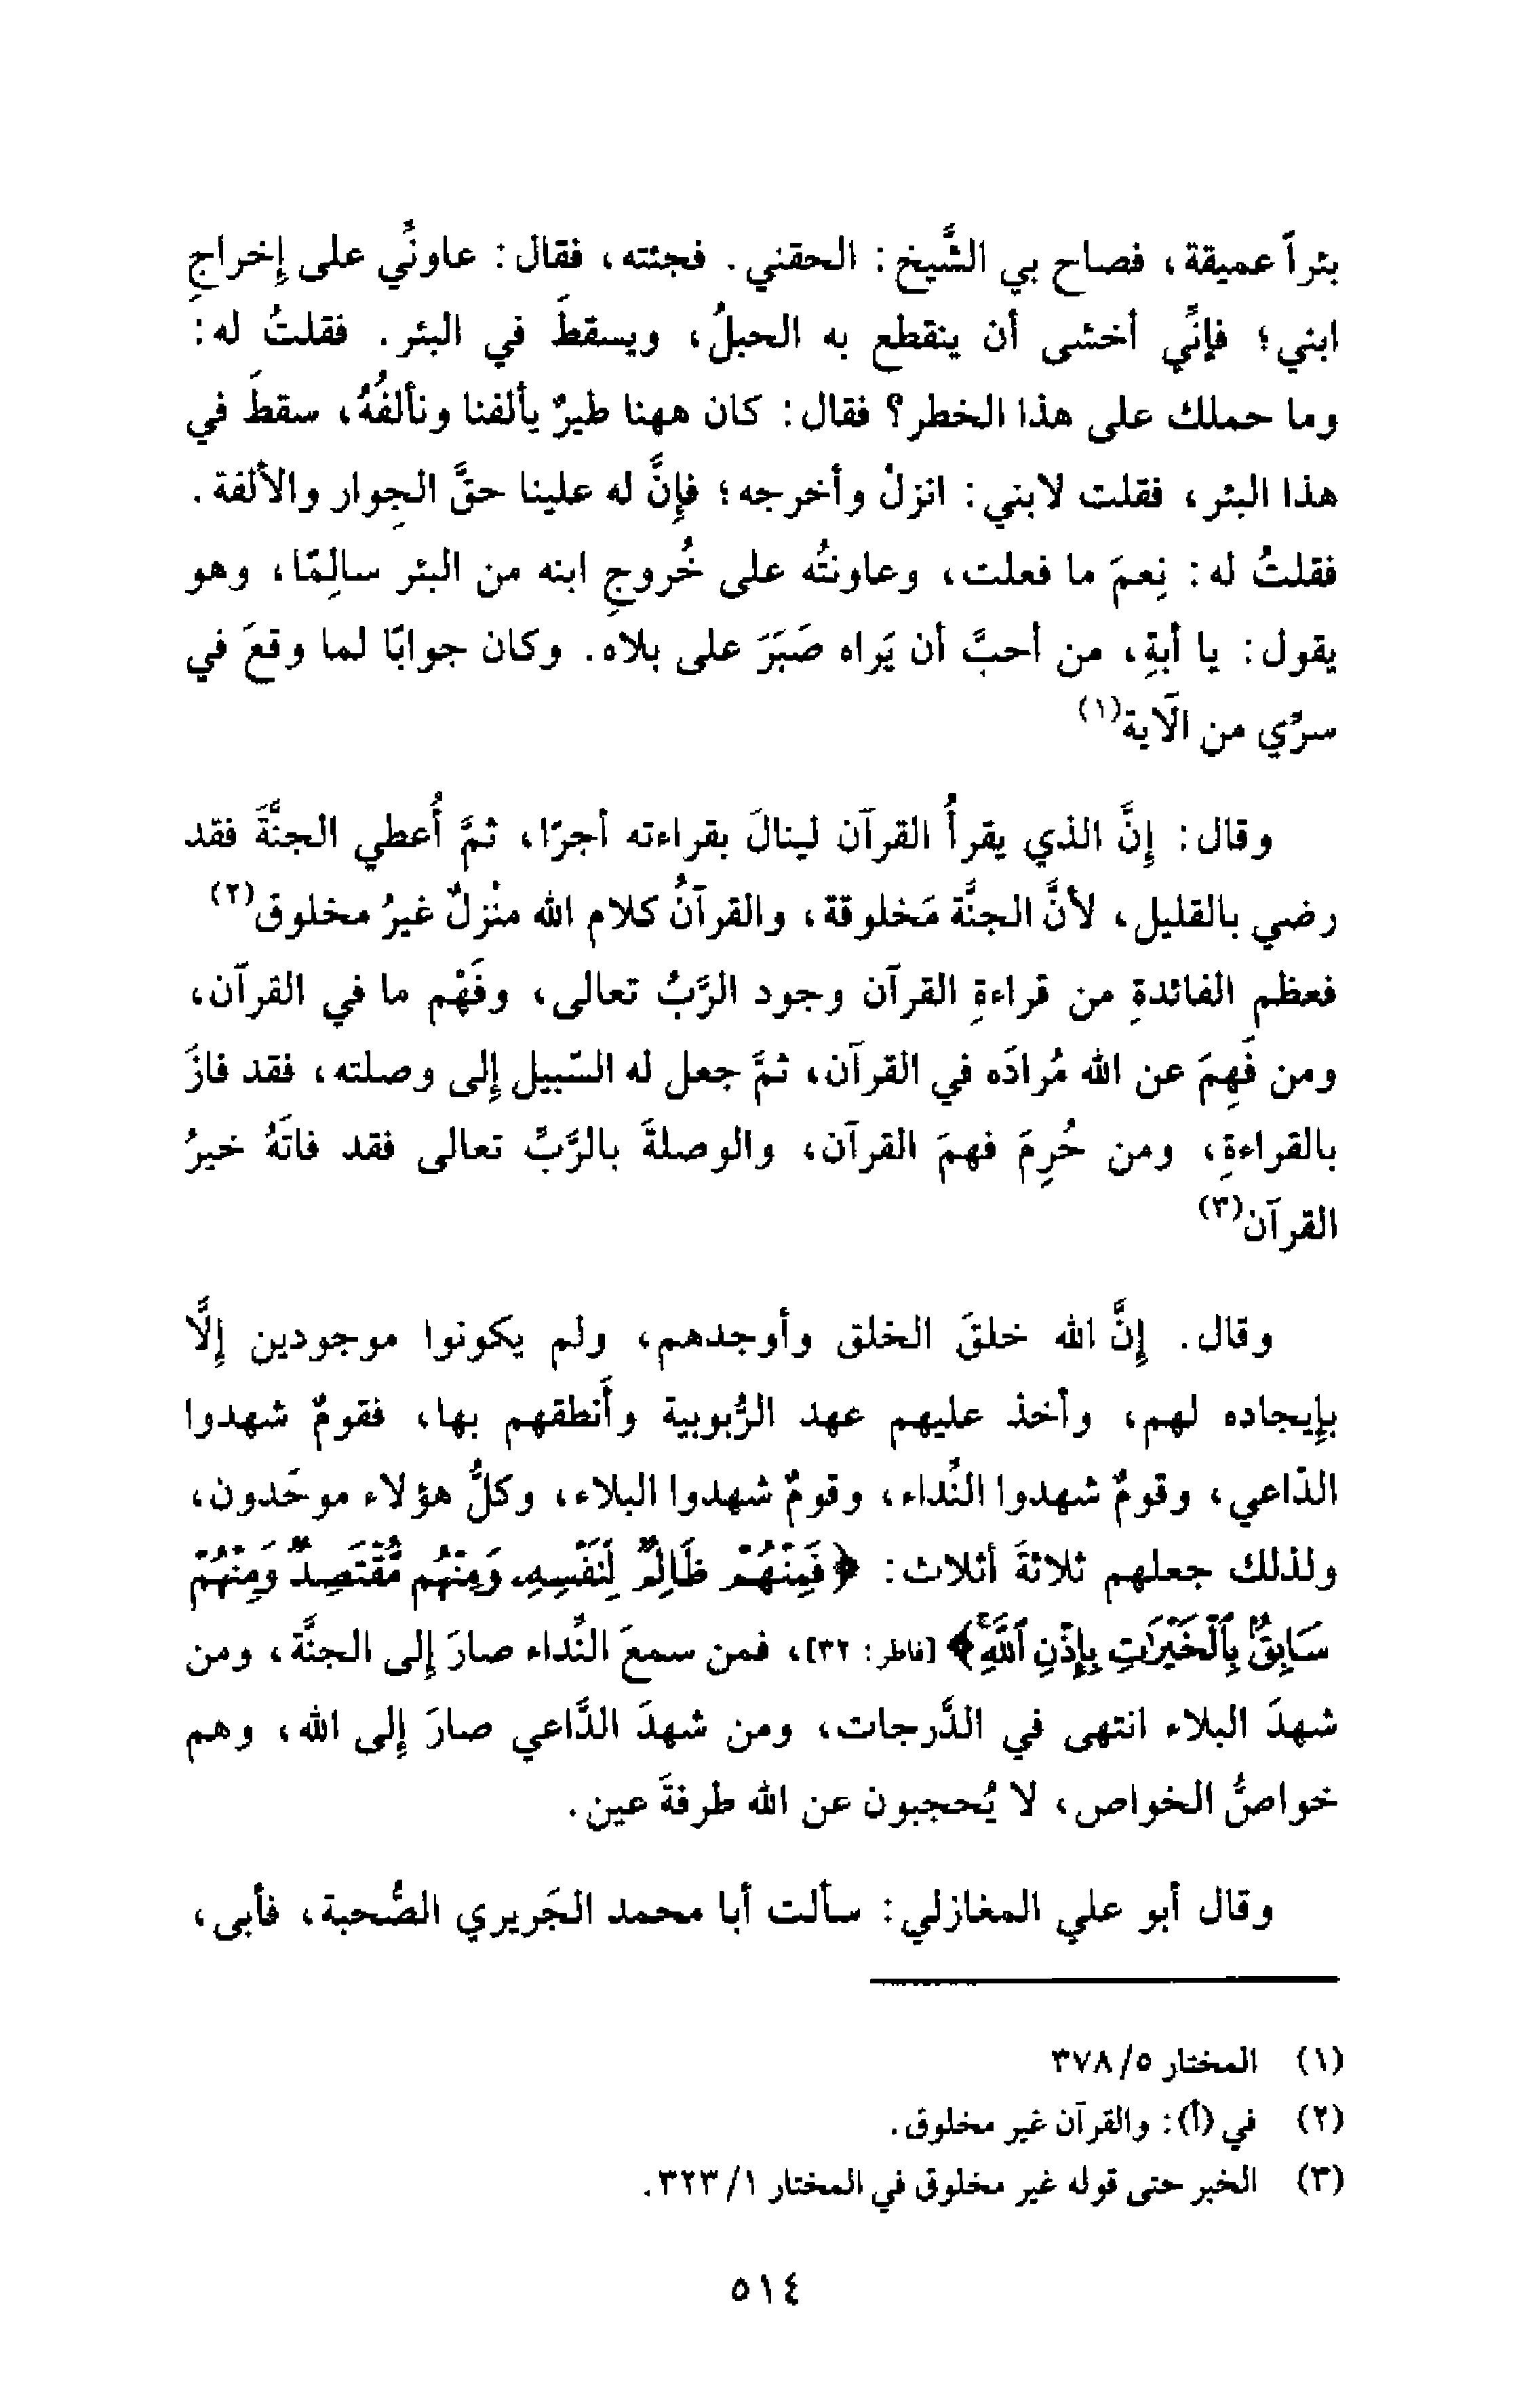 بئراً عميقة، فصاح بي الشَّيخ: الحقني. فجئته، فقال: عاونِّي على إخراجِ
ابني؛ فإنِّي أخشى أن ينقطع به الحبلُ، ويسقطَ في البئر. فقلتُ له:
وما حملك على هذا الخطر؟ فقال: كان ههنا طيرٌ يألفنا ونألفُهُ، سقطَ في
هذا البئر، فقلت لابني: انزلْ وأخرجه؛ فإنَّ له علينا حقَّ الجِوار والألفة.
فقلتُ له: نِعمَ ما فعلت، وعاونتُه على خُروجِ ابنه من البئر سالِمًا، وهو
يقول: يا أبةِ، من أحبَّ أن يَراه صَبَرَ على بلاه. وكان جوابًا لما وقعَ في
سرِّي من الآية(١)
وقال: إنَّ الذي يقرأُ القرآن لينالَ بقراءته أجرًا، ثمَّ أُعطي الجنَّةَ فقد
رضي بالقليل، لأنَّ الجنَّة مَخلوقة، والقرآنُ كلام الله منْزلٌ غيرُ مخلوق(٢)
فعظم الفائدةِ من قراءةِ القرآن وجود الرَّبُ تعالى، وفَهْم ما في القرآن،
ومن فَهِمَ عن الله مُرادَه في القرآن، ثمَّ جعل له السَّبيل إلى وصلته، فقد فازَ
بالقراءةِ، ومن حُرِمَ فهمَ القرآن، والوصلةَ بالرَّبِّ تعالى فقد فاتَهُ خيرُ
القرآن(٣)
وقال. إنَّ الله خلقَ الخلق وأوجدهم، ولم يكونوا موجودين إلَّا
بإيجاده لهم، وأخذ عليهم عهد الرُّبوبية وأَنطقهم بها، فقومٌ شهدوا
الدَّاعي، وقومٌ شهدوا النِّداء، وقومٌ شهدوا البلاء، وكلُّ هؤلاء موحِّدون،
ولذلك جعلهم ثلاثةَ أثلاث: ﴿فَمِنْهُمْ ظَالِمٌ لِّنَفْسِهِۦ وَمِنْهُم مُّقْتَصِدٌ وَمِنْهُمْ
سَابِقٌۢ بِٱلْخَيْرَٰتِ بِإِذْنِ ٱللَّهِ﴾ [فاطر: ٣٢]، فمن سمعَ النِّداء صارَ إلى الجنَّة، ومن
شهدَ البلاء انتهى في الدَّرجات، ومن شهدَ الدَّاعي صارَ إلى الله، وهم
خواصُّ الخواص، لا يُحجبون عن الله طرفةَ عين.
وقال أبو علي المغازلي: سألت أبا محمد الجَريري الصُّحبة، فأبى،
(١) المختار ٥/٣٧٨
(٢) في (أ): والقرآن غير مخلوق.
(٣) الخبر حتى قوله غير مخلوق في المختار ١/٣٢٣.
٥١٤